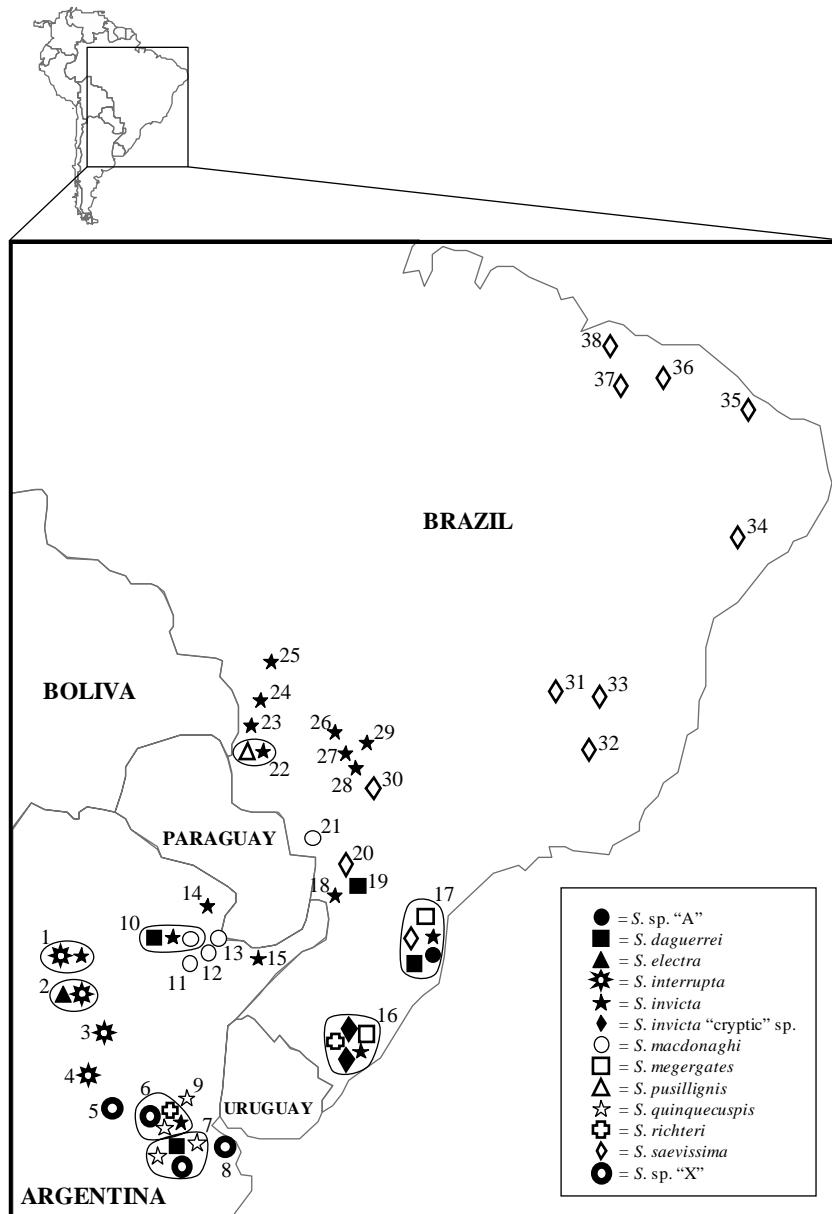 38
37
36
35
BRAZIL
34
25
BOLIVA
24
31
33
23
26
29
27
32
22
28
30
21
PARAGUAY
20
17
14
18
19
10
1
13
15
12
11
2
16
3
4
9
6
5
7
URUGUAY
8
ARGENTINA
= S. sp. “A”
= S. daguerrei
= S. electra
= S. interrupta
= S. invicta
= S. invicta “cryptic” sp.
= S. macdonaghi
= S. megergates
= S. pusillignis
= S. quinquecuspis
= S. richteri
= S. saevissima
= S. sp. “X”